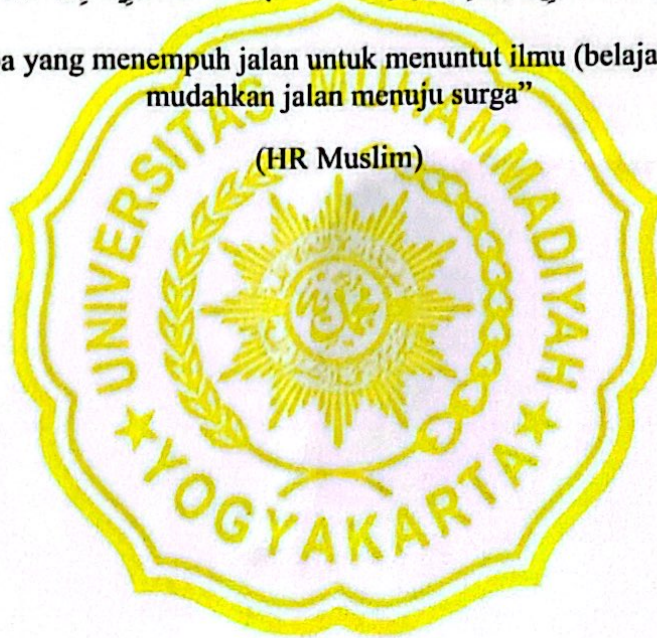 a yang menempuh jalan untuk menuntut ilmu (belaja
mudahkan jalan menuju surga”
(HR Muslim)
UNIVERSITAS MUHAMMADIYAH
YOGYAKARTA